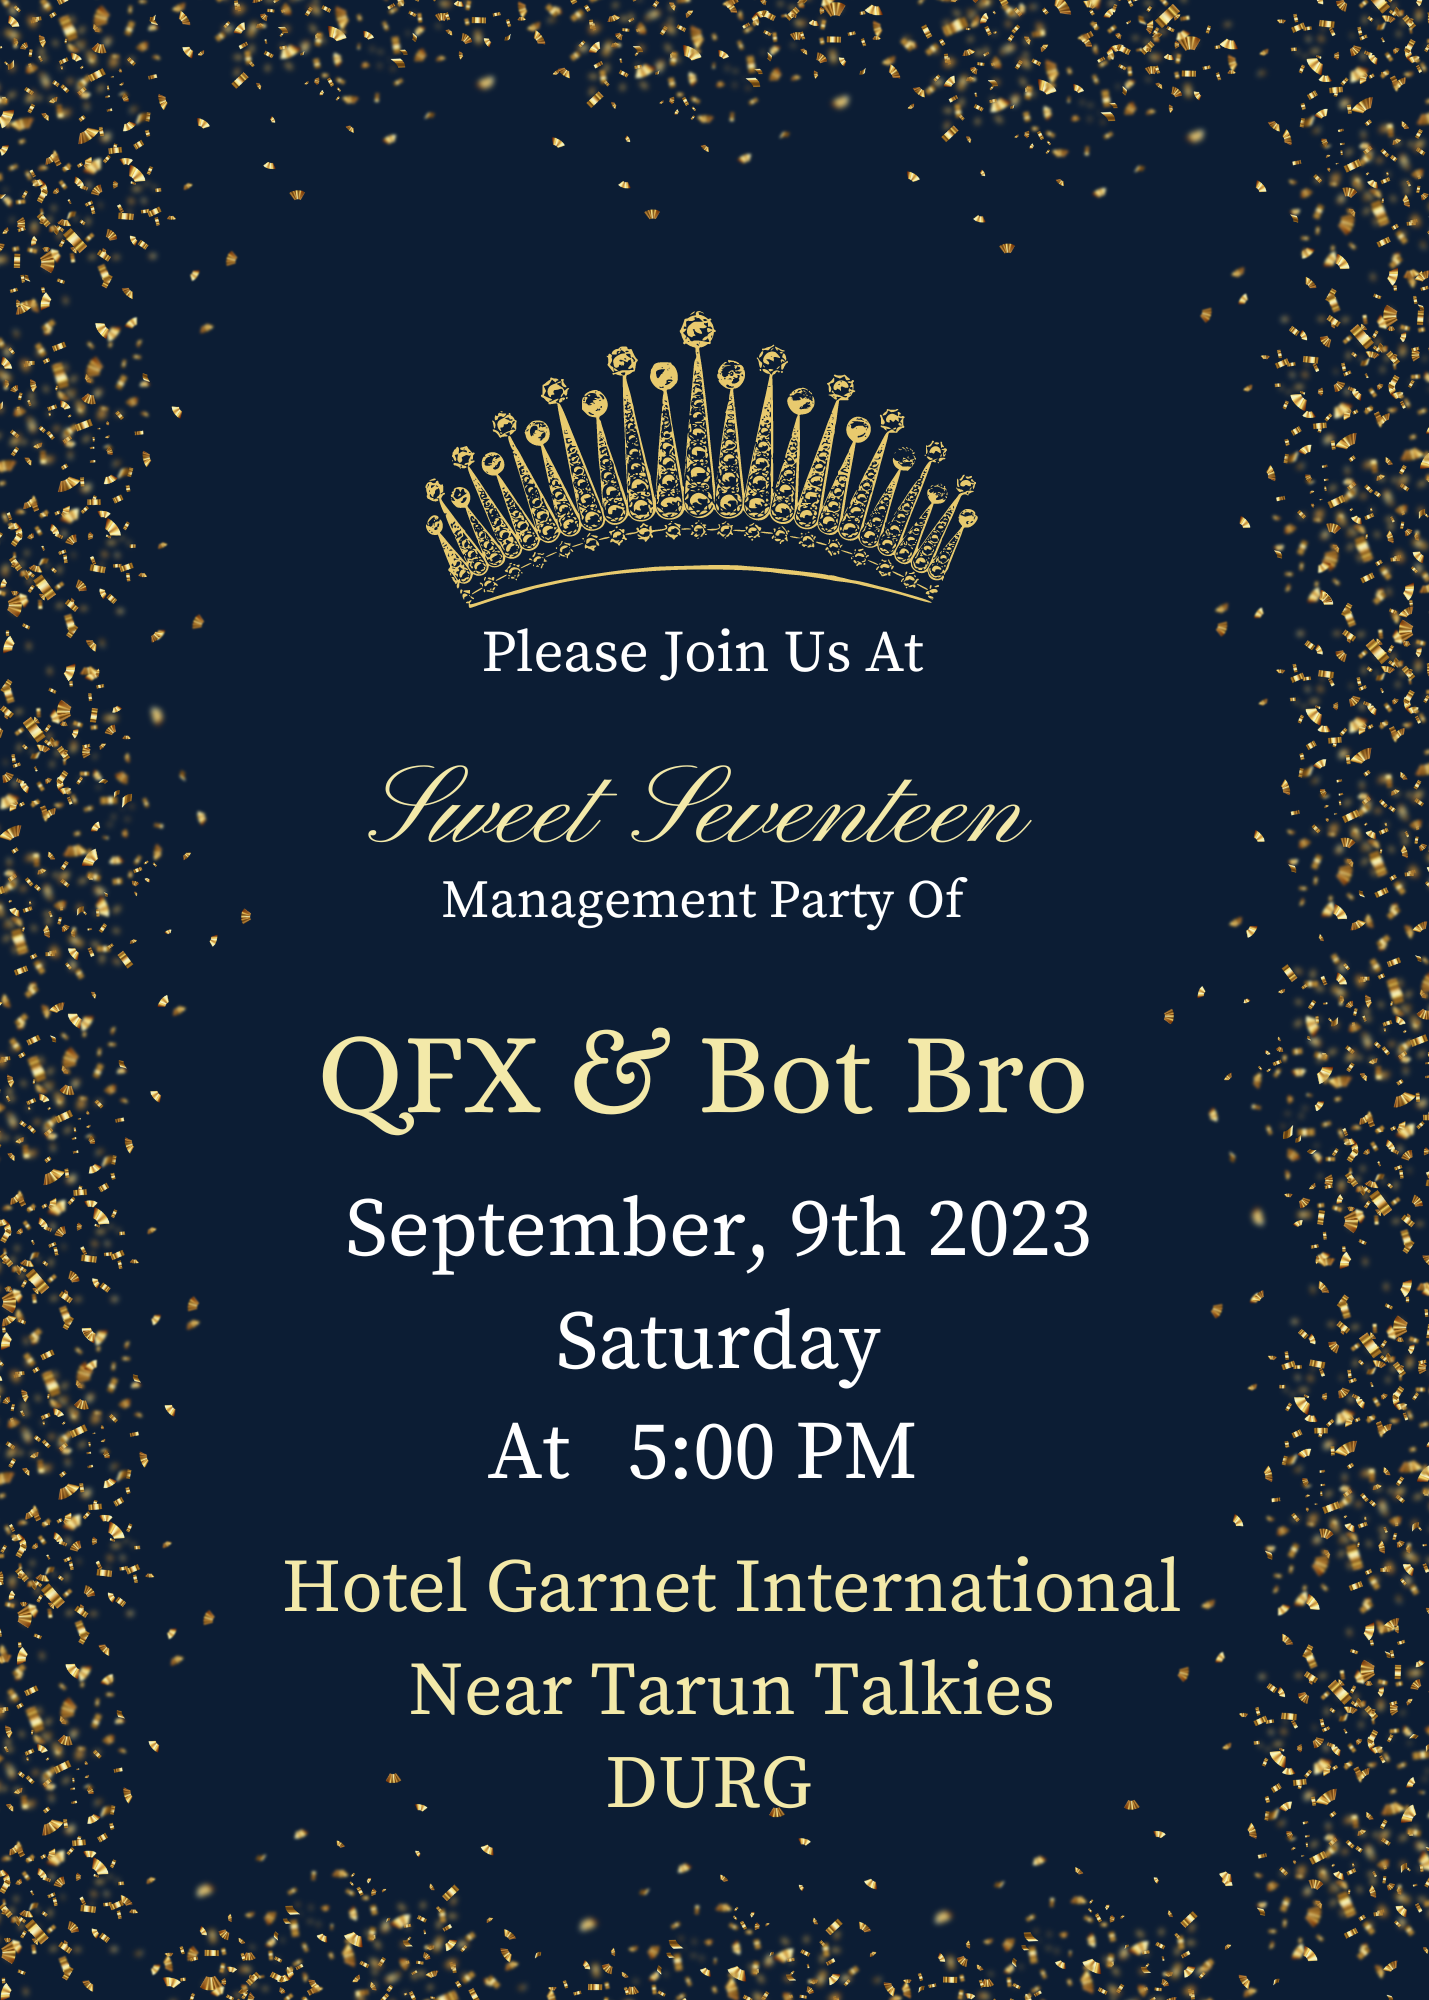 Please Join Us At
Sweet Seventeen
Management Party Of
QFX & Bot Bro
September, 9th 2023
Saturday
At 5:00 PM
Hotel Garnet International
Near Tarun Talkies
DURG